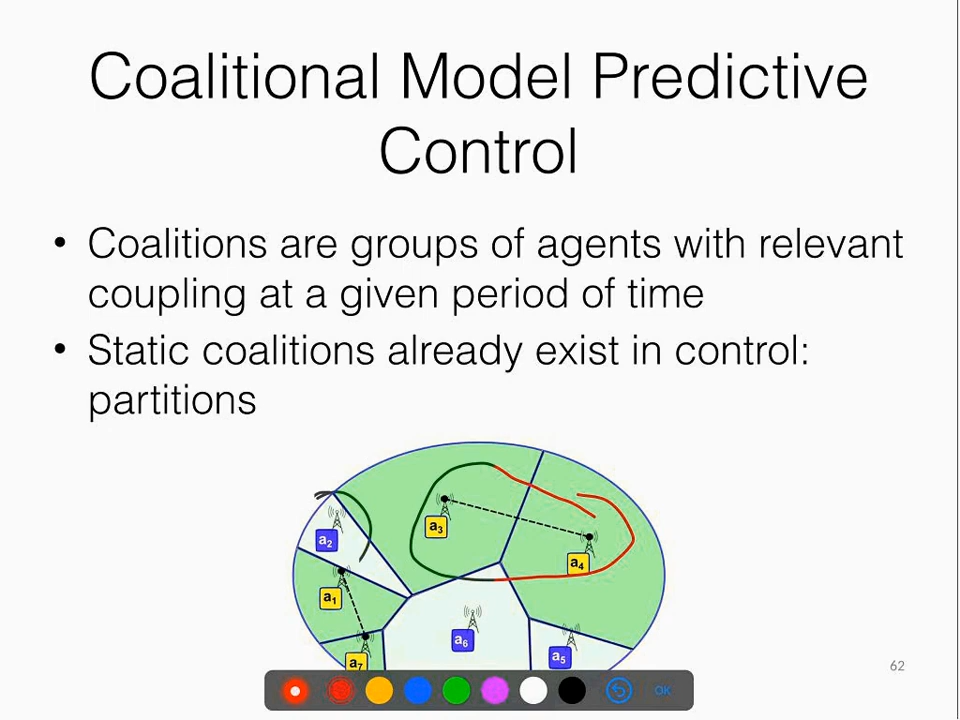 Coalitional Model Predictive
Control
• Coalitions are groups of agents with relevant
coupling at a given period of time
• Static coalitions already exist in control:
partitions
a3
a2
a4
a1
a6
a5
a7
62
OK